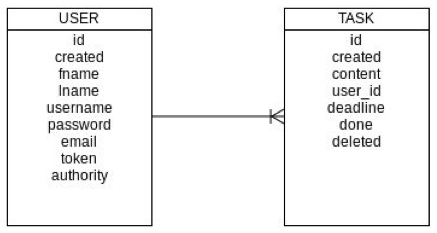 USER
id
created
fname
lname
username
password
email
token
authority
TASK
id
created
content
user_id
deadline
done
deleted